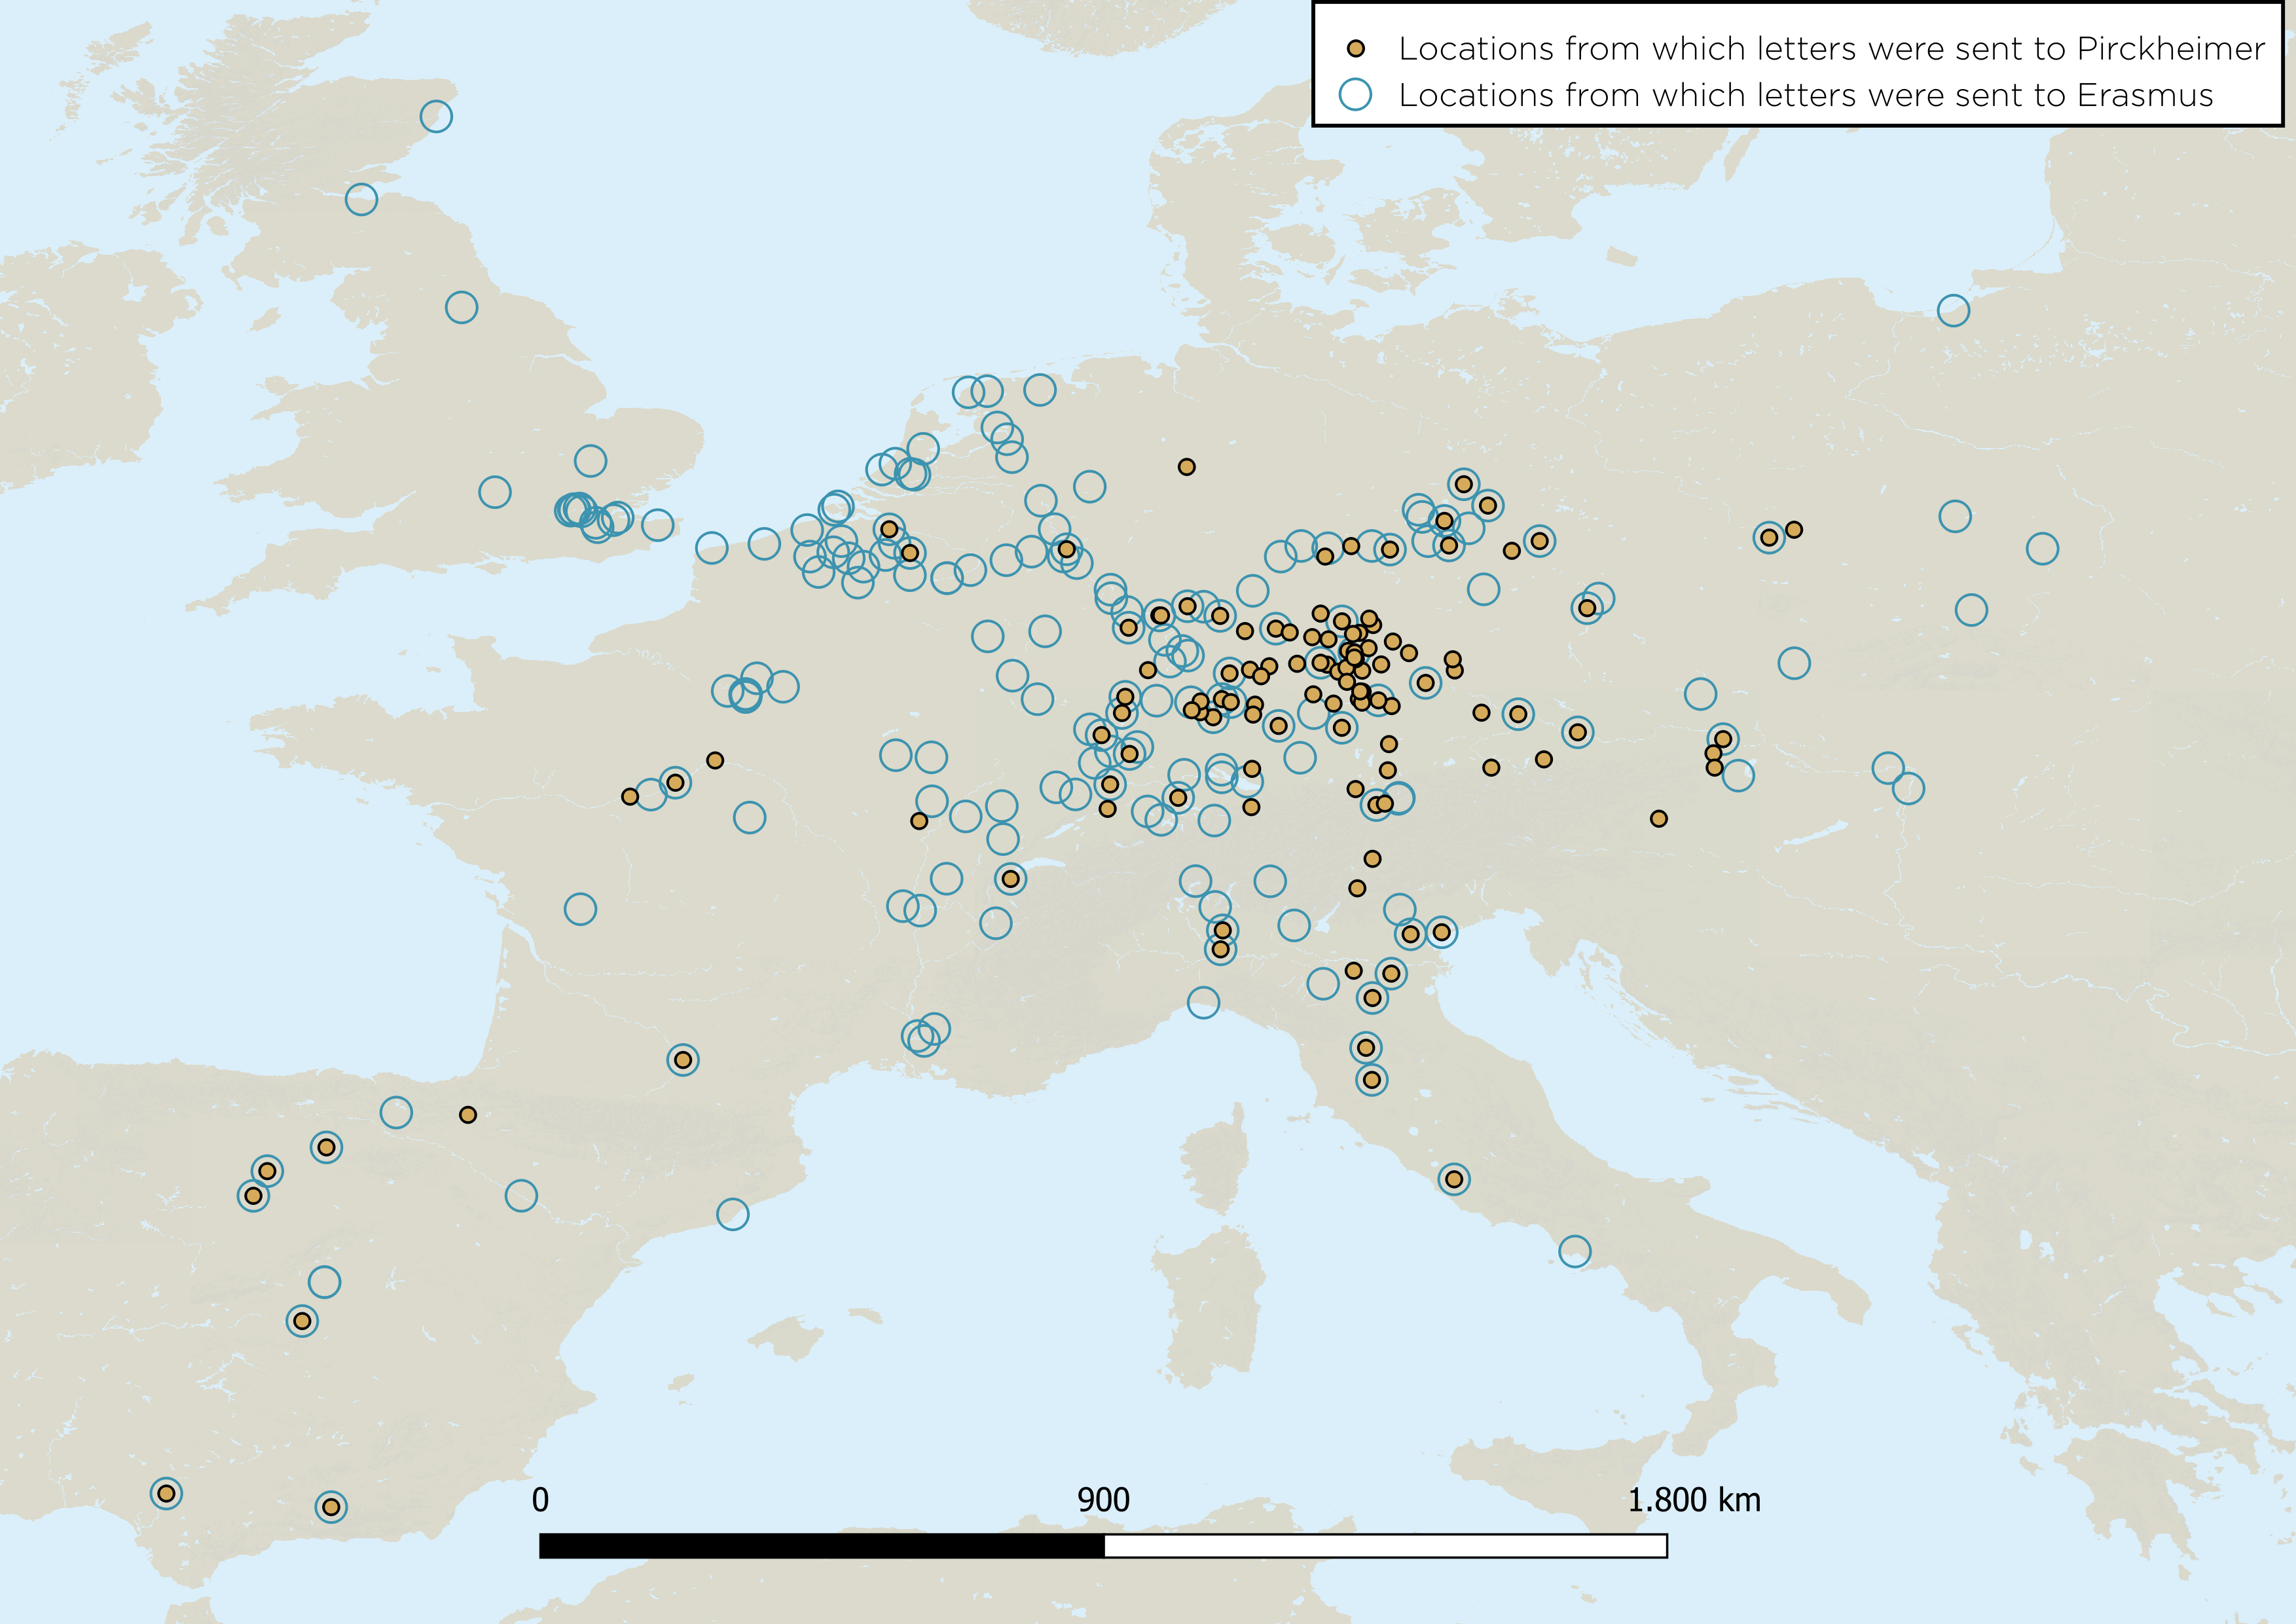 Locations from which letters were sent to Pirckheimer
Locations from which letters were sent to Erasmus
0 900 1.800 km